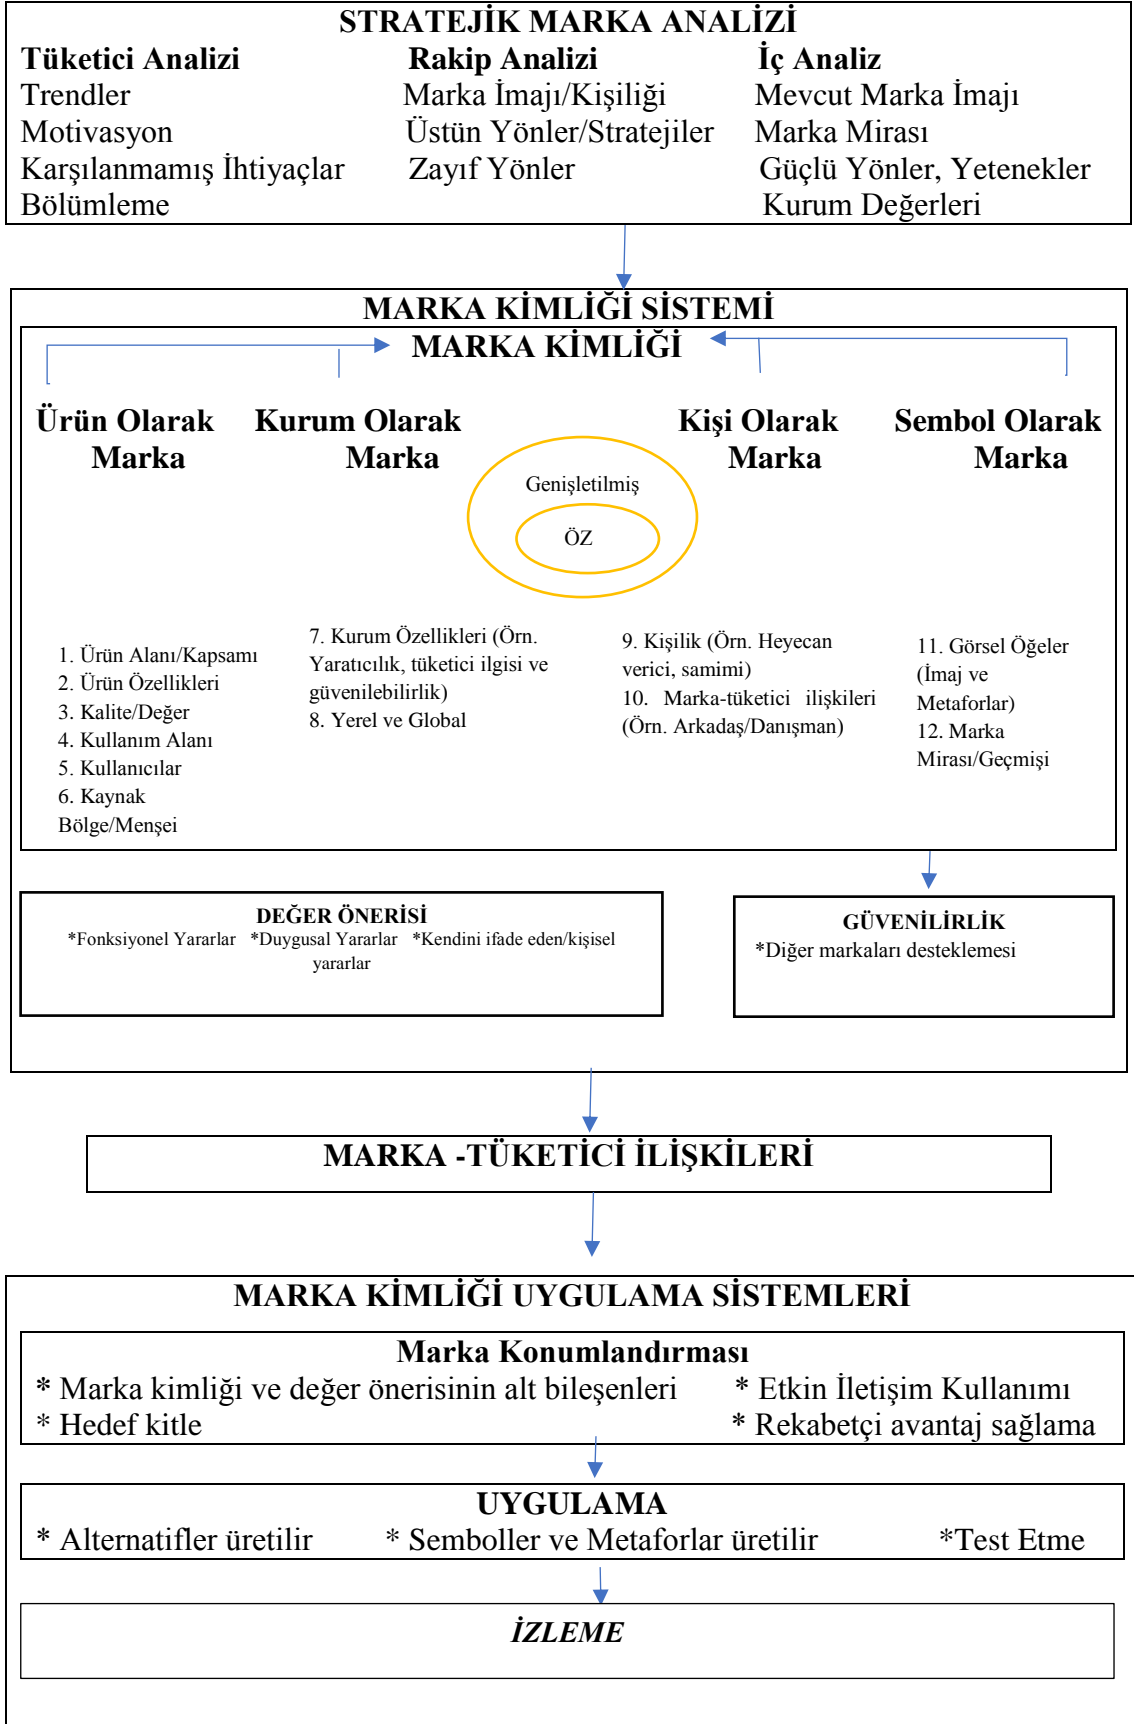 STRATEJİK MARKA ANALİZİ
Tüketici Analizi Rakip Analizi İç Analiz
Trendler Marka İmajı/Kişiliği Mevcut Marka İmajı
Motivasyon Üstün Yönler/Stratejiler Marka Mirası
Karşılanmamış İhtiyaçlar Zayıf Yönler Güçlü Yönler, Yetenekler
Bölümleme Kurum Değerleri
MARKA KİMLİĞİ SİSTEMİ
MARKA KİMLİĞİ
Ürün Olarak
Marka
Kurum Olarak
Marka
Kişi Olarak
Marka
Sembol Olarak
Marka
Genişletilmiş
ÖZ
1. Ürün Alanı/Kapsamı
2. Ürün Özellikleri
3. Kalite/Değer
4. Kullanım Alanı
5. Kullanıcılar
6. Kaynak
Bölge/Menşei
7. Kurum Özellikleri (Örn.
Yaratıcılık, tüketici ilgisi ve
güvenilebilirlik)
8. Yerel ve Global
9. Kişilik (Örn. Heyecan
verici, samimi)
10. Marka-tüketici ilişkileri
(Örn. Arkadaş/Danışman)
11. Görsel Öğeler
(İmaj ve
Metaforlar)
12. Marka
Mirası/Geçmişi
DEĞER ÖNERİSİ
*Fonksiyonel Yararlar *Duygusal Yararlar *Kendini ifade eden/kişisel
yararlar
GÜVENİLİRLİK
*Diğer markaları desteklemesi
MARKA -TÜKETİCİ İLİŞKİLERİ
MARKA KİMLİĞİ UYGULAMA SİSTEMLERİ
Marka Konumlandırması
* Marka kimliği ve değer önerisinin alt bileşenleri * Etkin İletişim Kullanımı
* Hedef kitle * Rekabetçi avantaj sağlama
UYGULAMA
* Alternatifler üretilir * Semboller ve Metaforlar üretilir *Test Etme
İZLEME